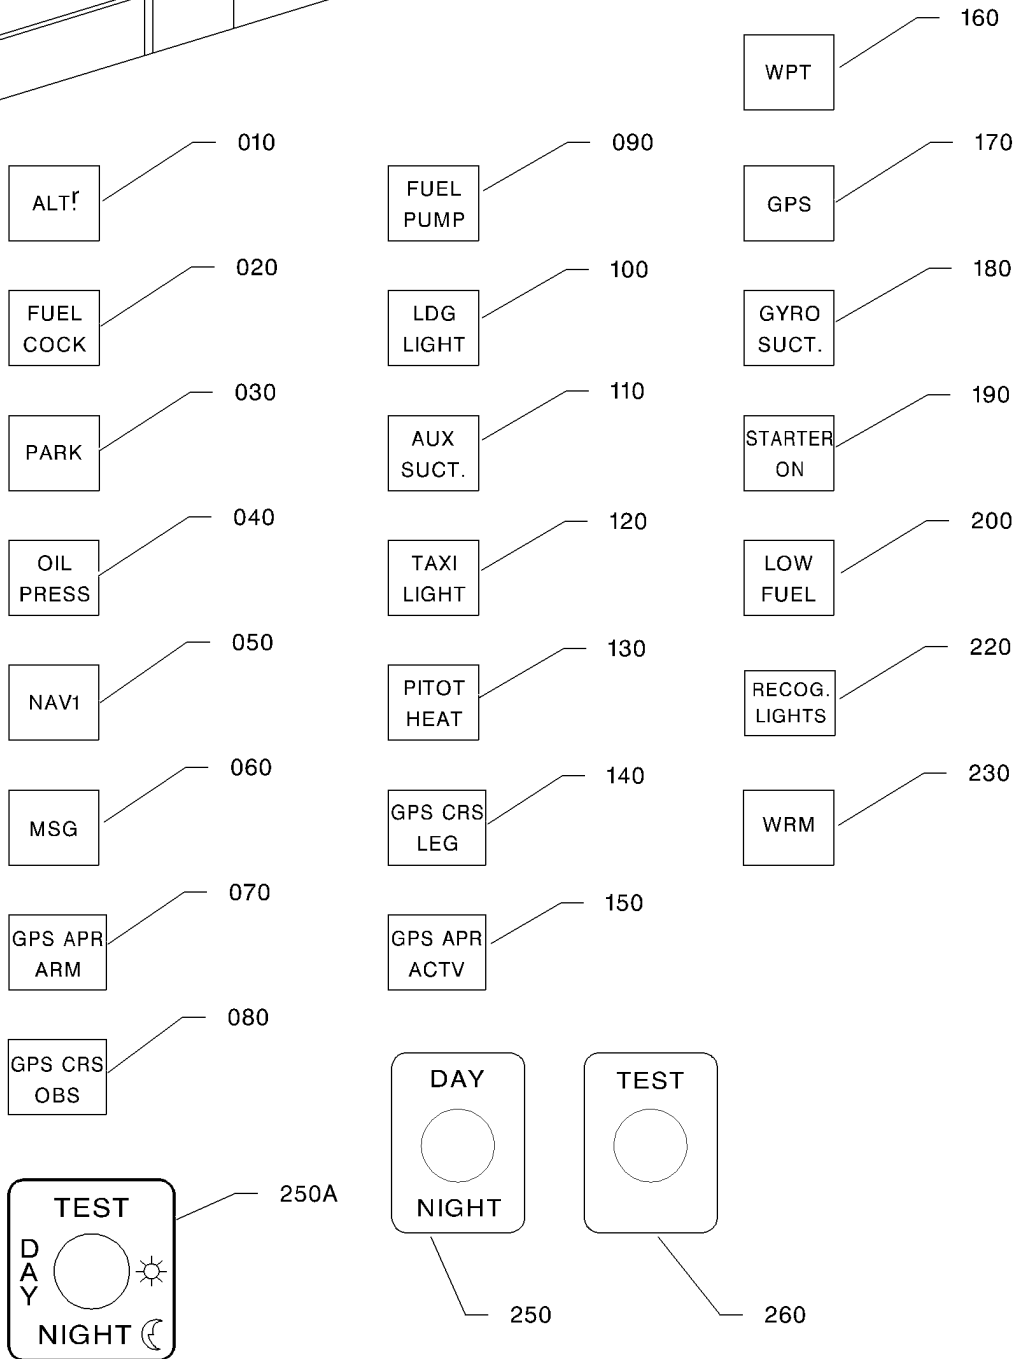 160
WPT
010
ALT.r
090
FUEL
PUMP
170
GPS
020
FUEL
COCK
100
LDG
LIGHT
180
GYRO
SUCT.
030
PARK
110
AUX
SUCT.
190
STARTER
ON
040
OIL
PRESS
120
TAXI
LIGHT
200
LOW
FUEL
050
NAV1
130
PITOT
HEAT
220
RECOG.
LIGHTS
060
MSG
140
GPS CRS
LEG
230
WRM
070
GPS APR
ARM
150
GPS APR
ACTV
080
GPS CRS
OBS
250A
TEST
DAY
NIGHT
DAY
NIGHT
250
TEST
260